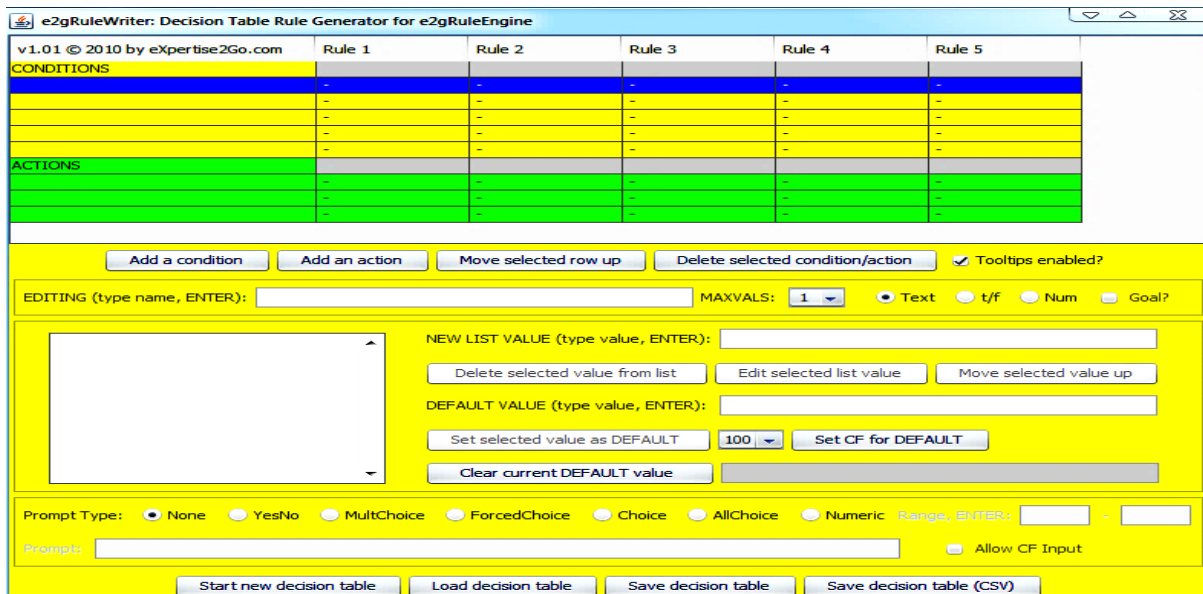 e2gRuleWriter: Decision Table Rule Generator for e2gRuleEngine
v1.01 © 2010 by eXpertise2Go.com Rule 1 Rule 2 Rule 3 Rule 4 Rule 5
CONDITIONS
- - - - -
- - - - -
- - - - -
- - - - -
- - - - -
ACTIONS
- - - - -
- - - - -
- - - - -
Add a condition Add an action Move selected row up Delete selected condition/action Tooltips enabled?
EDITING (type name, ENTER): MAXVALS: 1 Text t/f Num Goal?
NEW LIST VALUE (type value, ENTER):
Delete selected value from list Edit selected list value Move selected value up
DEFAULT VALUE (type value, ENTER):
Set selected value as DEFAULT 100 Set CF for DEFAULT
Clear current DEFAULT value
Prompt Type: None YesNo MultChoice ForcedChoice Choice AllChoice Numeric Range, ENTER: -
Prompt: Allow CF Input
Start new decision table Load decision table Save decision table Save decision table (CSV)